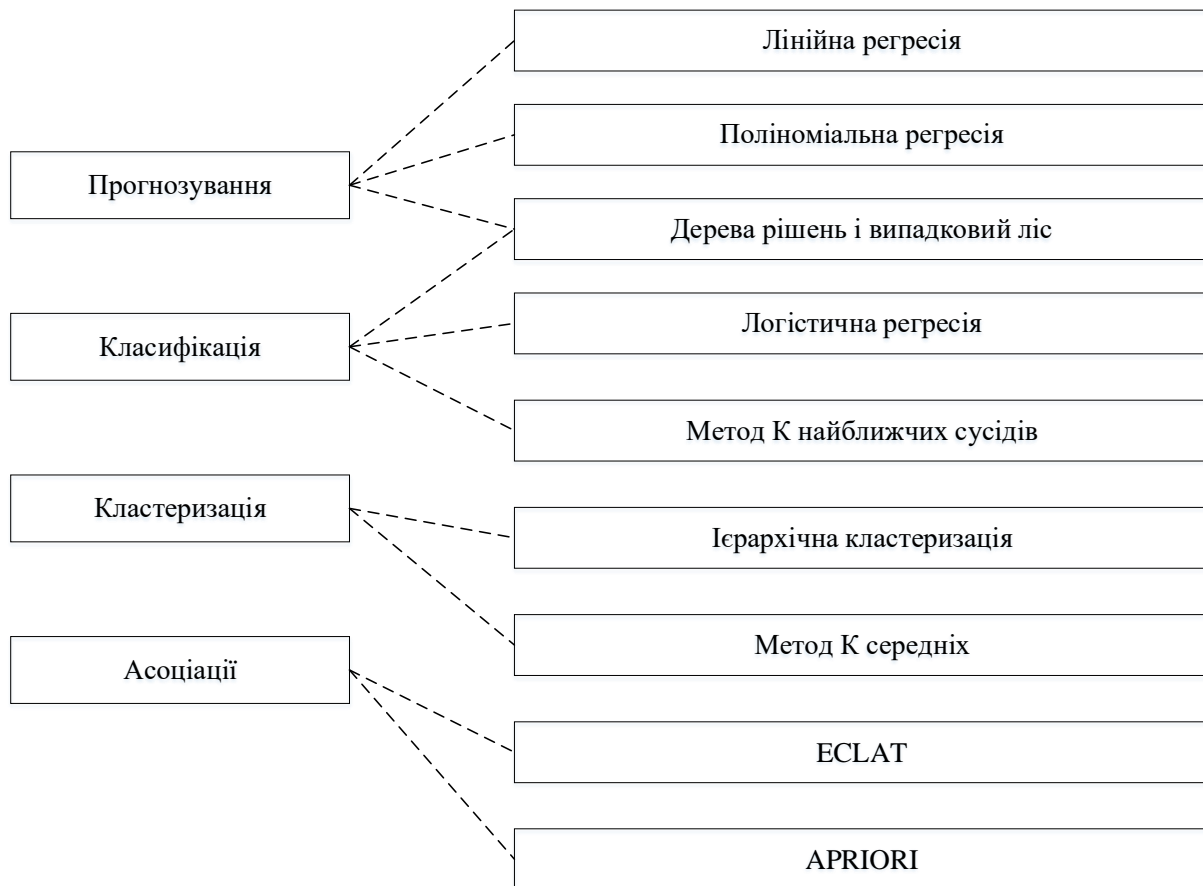 Лінійна регресія
Поліноміальна регресія
Прогнозування
Дерева рішень і випадковий ліс
Логістична регресія
Класифікація
Метод К найближчих сусідів
Кластеризація
Ієрархічна кластеризація
Метод К середніх
Асоціації
ECLAT
APRIORI